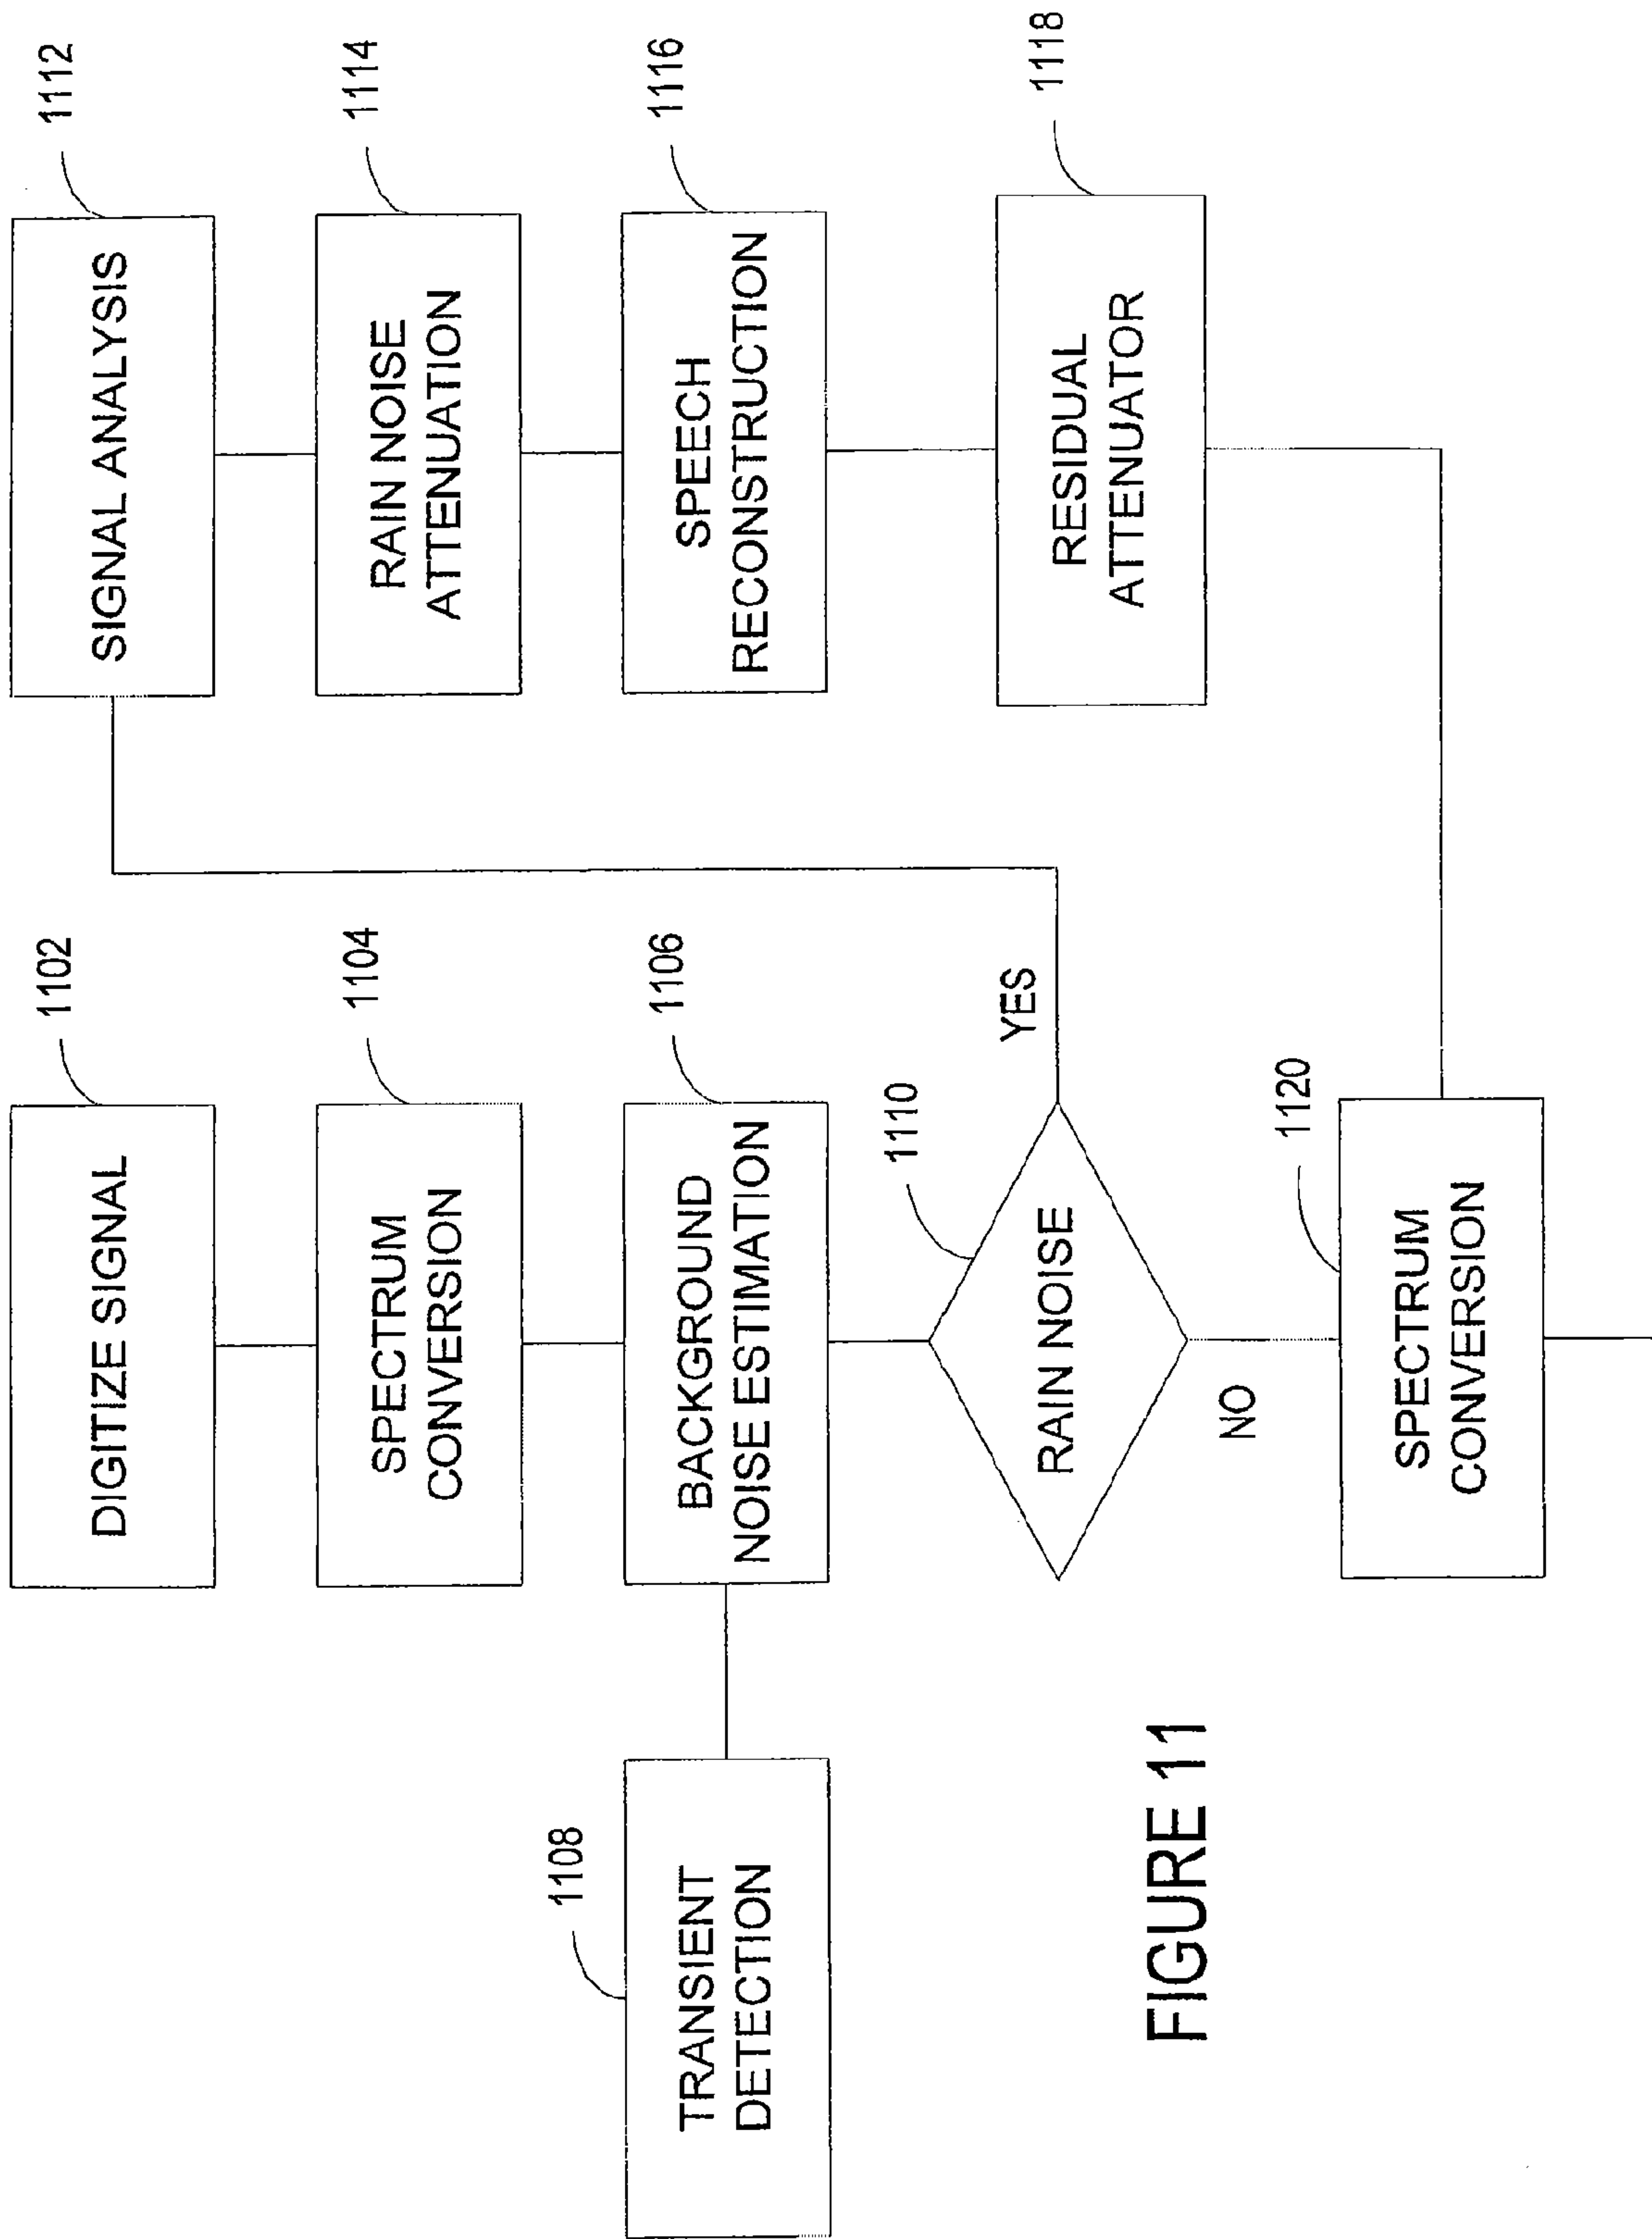 1102
DIGITIZE SIGNAL
1104
SPECTRUM
CONVERSION
1108
TRANSIENT
DETECTION
1106
BACKGROUND
NOISE ESTIMATION
1110
RAIN NOISE
YES
NO
1112
SIGNAL ANALYSIS
1114
RAIN NOISE
ATTENUATION
1116
SPEECH
RECONSTRUCTION
1118
RESIDUAL
ATTENUATOR
1120
SPECTRUM
CONVERSION
FIGURE 11